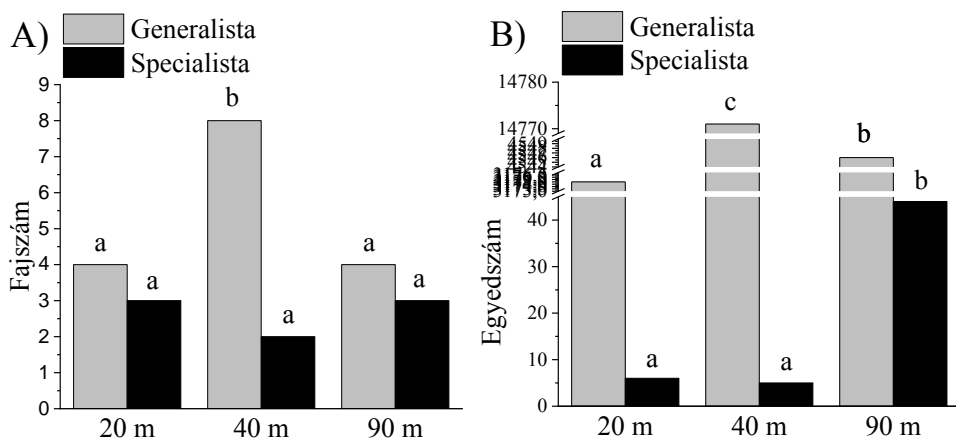 A)
Generalista
Specialista
Fajszám
9
8
7
6
5
4
3
2
1
0
a
a
b
a
a
a
20 m
40 m
90 m
B)
Generalista
Specialista
Egyedszám
14780
14770
40
30
20
10
0
a
a
c
a
b
b
20 m
40 m
90 m